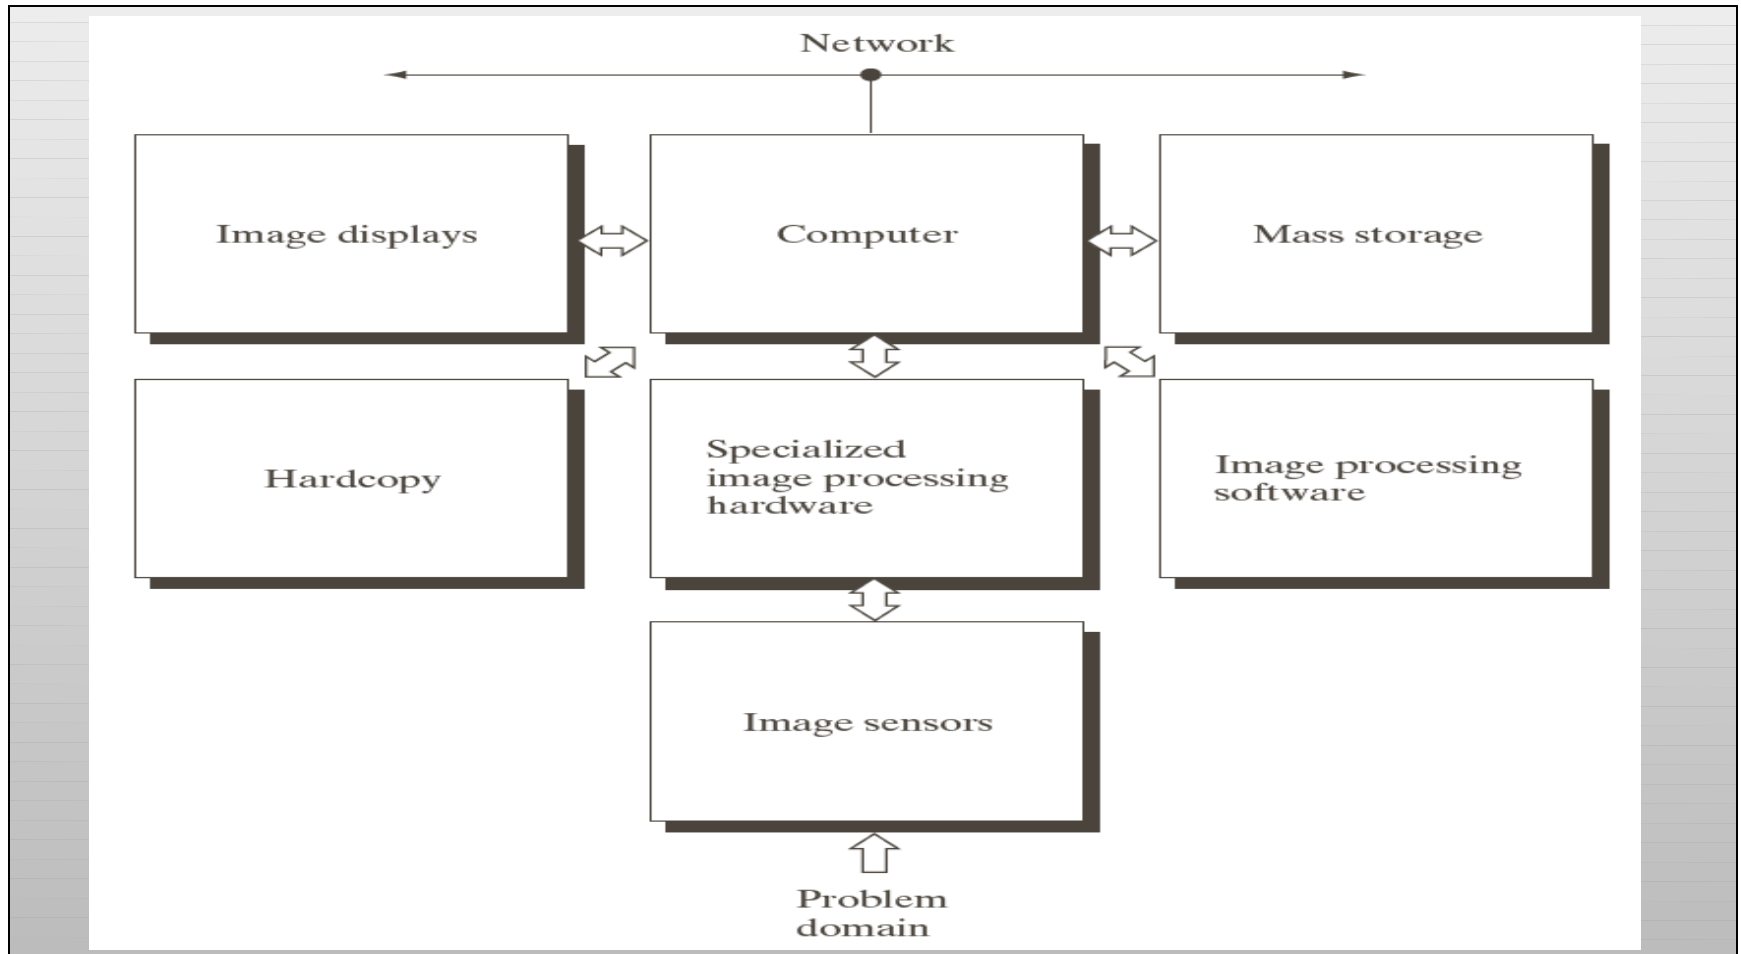 Network
Image displays
Computer
Mass storage
Hardcopy
Specialized
image processing
hardware
Image processing
software
Image sensors
Problem
domain